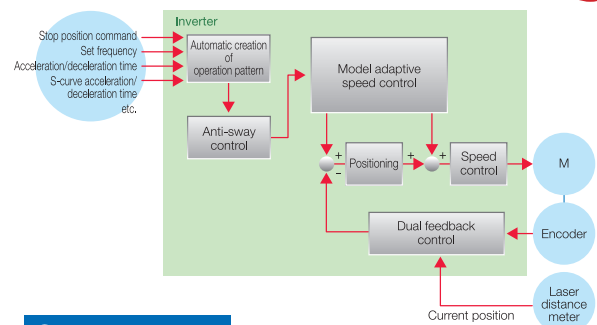 Inverter
Stop position command
Set frequency
Acceleration/deceleration time
S-curve acceleration/
deceleration time
etc.
Automatic creation
of
operation pattern
Model adaptive
speed control
Anti-sway
control
+
−
Positioning
+
+
Speed
control
M
Dual feedback
control
Encoder
Laser
distance
meter
Current position